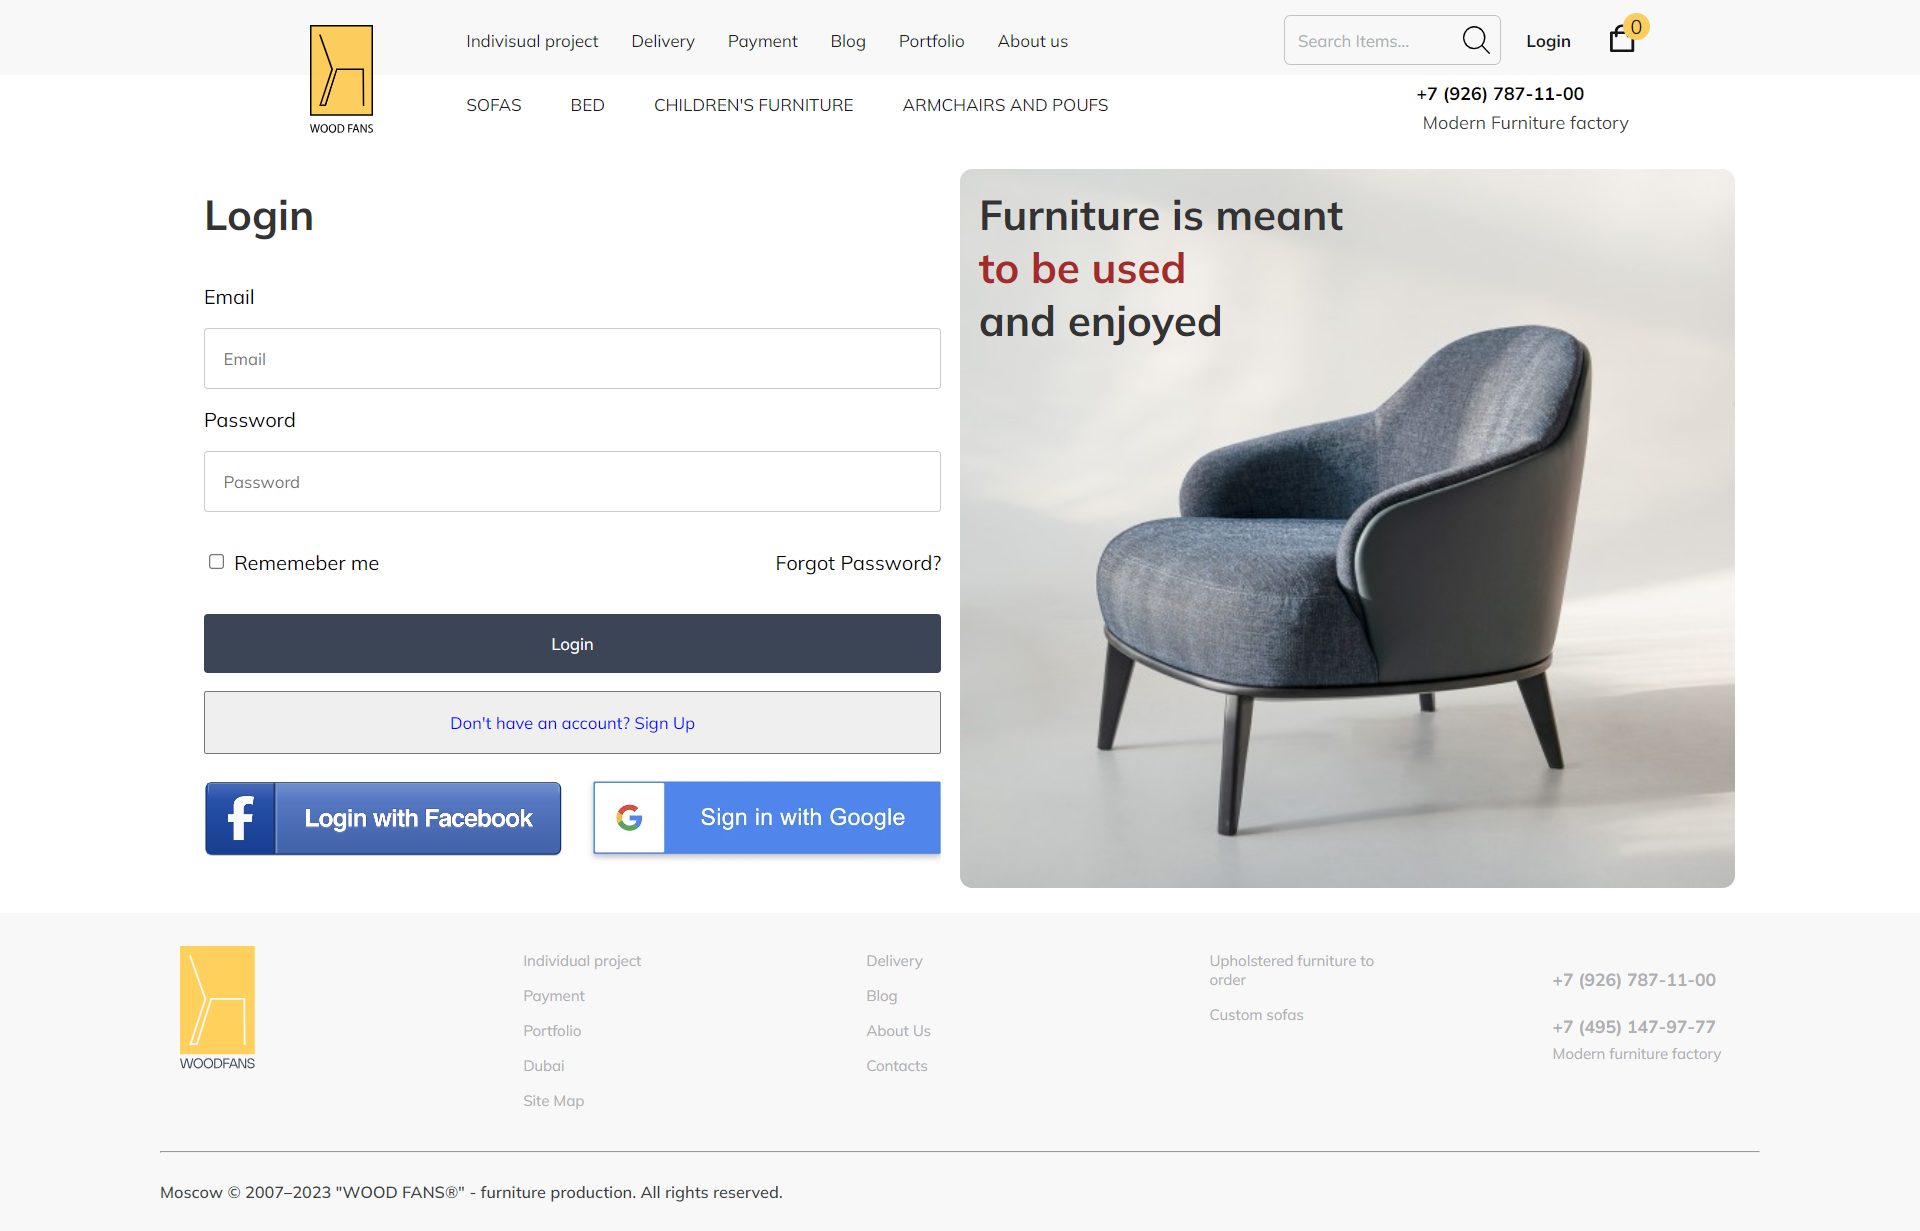 Indivisual project
Delivery
Payment
Blog
Portfolio
About us
Search Items...
Login
0
WOOD FANS
SOFAS
BED
CHILDREN'S FURNITURE
ARMCHAIRS AND POUFS
+7 (926) 787-11-00
Modern Furniture factory
Login
Email
Email
Password
Password
Rememeber me
Forgot Password?
Login
Don't have an account? Sign Up
f
Login with Facebook
G
Sign in with Google
Furniture is meant
to be used
and enjoyed
WOODFANS
Individual project
Payment
Portfolio
Dubai
Site Map
Delivery
Blog
About Us
Contacts
Upholstered furniture to
order
Custom sofas
+7 (926) 787-11-00
+7 (495) 147-97-77
Modern furniture factory
Moscow © 2007–2023 "WOOD FANS®" - furniture production. All rights reserved.